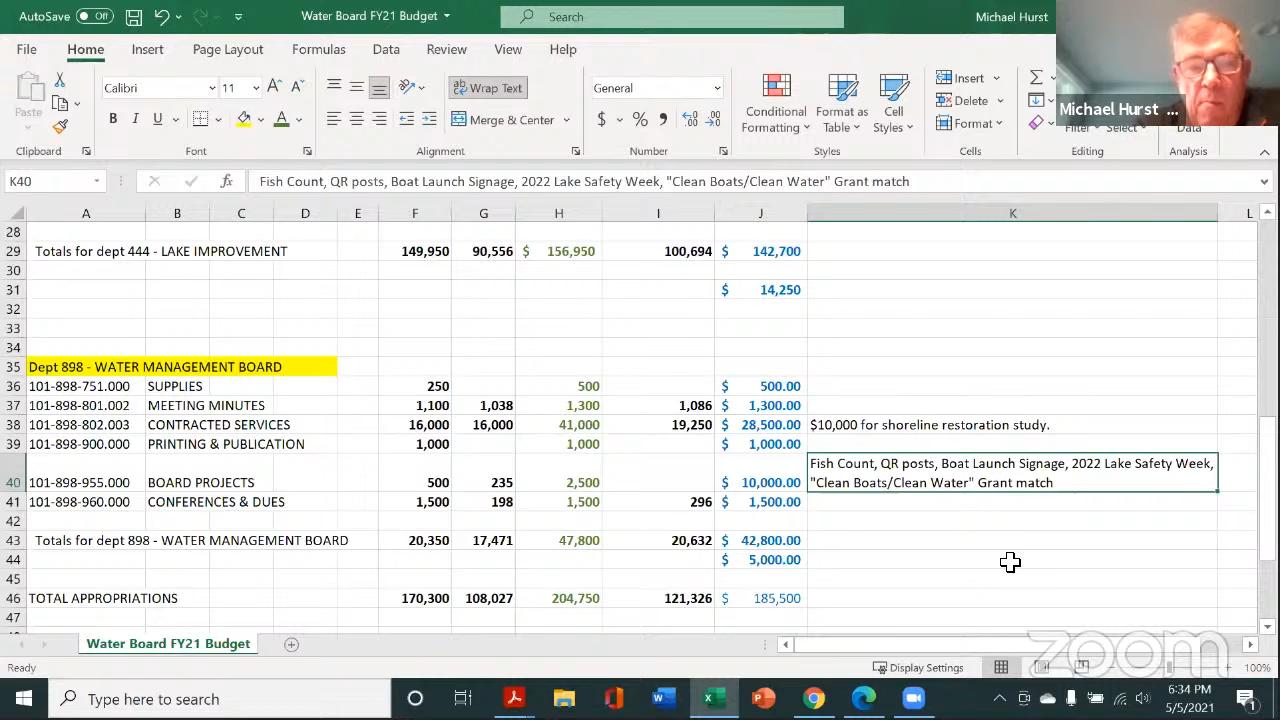 AutoSave Off Water Board FY21 Budget Search Michael Hurst
File Home Insert Page Layout Formulas Data Review View Help
Calibri 11 Wrap Text General Insert
Paste Merge & Center Conditional Formatting Format as Table Cell Styles Delete
Format Filter Select Data
Michael Hurst ...
Clipboard Font Alignment Number Styles Cells Editing Analysis
K40 fx Fish Count, QR posts, Boat Launch Signage, 2022 Lake Safety Week, "Clean Boats/Clean Water" Grant match
A B C D E F G H I J K L
28
29 Totals for dept 444 - LAKE IMPROVEMENT 149,950 90,556 $ 156,950 100,694 $ 142,700
30
31 $ 14,250
32
33
34
35 Dept 898 - WATER MANAGEMENT BOARD
36 101-898-751.000 SUPPLIES 250 500 $ 500.00
37 101-898-801.002 MEETING MINUTES 1,100 1,038 1,300 1,086 $ 1,300.00
38 101-898-802.003 CONTRACTED SERVICES 16,000 16,000 41,000 19,250 $ 28,500.00 $10,000 for shoreline restoration study.
39 101-898-900.000 PRINTING & PUBLICATION 1,000 1,000 $ 1,000.00
Fish Count, QR posts, Boat Launch Signage, 2022 Lake Safety Week,
40 101-898-955.000 BOARD PROJECTS 500 235 2,500 $ 10,000.00 "Clean Boats/Clean Water" Grant match
41 101-898-960.000 CONFERENCES & DUES 1,500 198 1,500 296 $ 1,500.00
42
43 Totals for dept 898 - WATER MANAGEMENT BOARD 20,350 17,471 47,800 20,632 $ 42,800.00
44 $ 5,000.00
45
46 TOTAL APPROPRIATIONS 170,300 108,027 204,750 121,326 $ 185,500
47
Water Board FY21 Budget
zoom
Ready Display Settings 100%
Type here to search 6:34 PM
5/5/2021